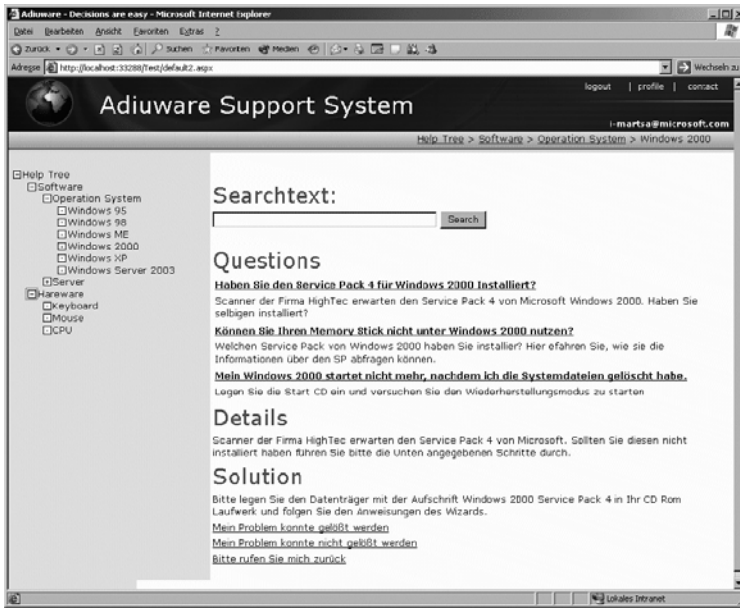 Adiuware - Decisions are easy - Microsoft Internet Explorer
Datei Bearbeiten Ansicht Favoriten Extras ?
Zurück Suchen Favoriten Medien
Adresse http://localhost:33288/Test/default2.aspx Wechseln zu
logout | profile | contact
Adiuware Support System
i-martsa@microsoft.com
Help Tree > Software > Operation System > Windows 2000
Help Tree
Software
Operation System
Windows 95
Windows 98
Windows ME
Windows 2000
Windows XP
Windows Server 2003
Server
Hareware
Keyboard
Mouse
CPU
Searchtext:
Search
Questions
Haben Sie den Service Pack 4 für Windows 2000 Installiert?
Scanner der Firma HighTec erwarten den Service Pack 4 von Microsoft Windows 2000. Haben Sie
selbigen installiert?
Können Sie Ihren Memory Stick nicht unter Windows 2000 nutzen?
Welchen Service Pack von Windows 2000 haben Sie installier? Hier efahren Sie, wie sie die
Informationen über den SP abfragen können.
Mein Windows 2000 startet nicht mehr, nachdem ich die Systemdateien gelöscht habe.
Legen Sie die Start CD ein und versuchen Sie den Wiederherstellungsmodus zu starten
Details
Scanner der Firma HighTec erwarten den Service Pack 4 von Microsoft. Sollten Sie diesen nicht
installiert haben führen Sie bitte die Unten angegebenen Schritte durch.
Solution
Bitte legen Sie den Datenträger mit der Aufschrift Windows 2000 Service Pack 4 in Ihr CD Rom
Laufwerk und folgen Sie den Anweisungen des Wizards.
Mein Problem konnte gelößt werden
Mein Problem konnte nicht gelößt werden
Bitte rufen Sie mich zurück
Lokales Intranet